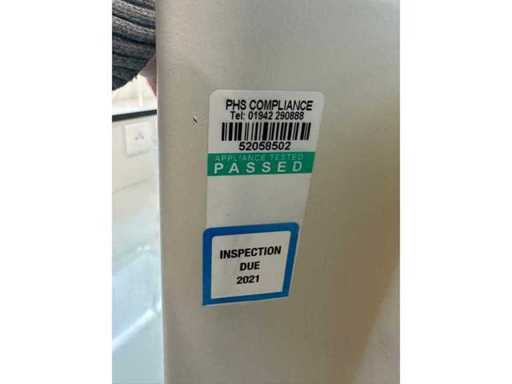 PHS COMPLIANCE
Tel: 01942 290888
52058502
APPLIANCE TESTED
PASSED
INSPECTION
DUE
2021